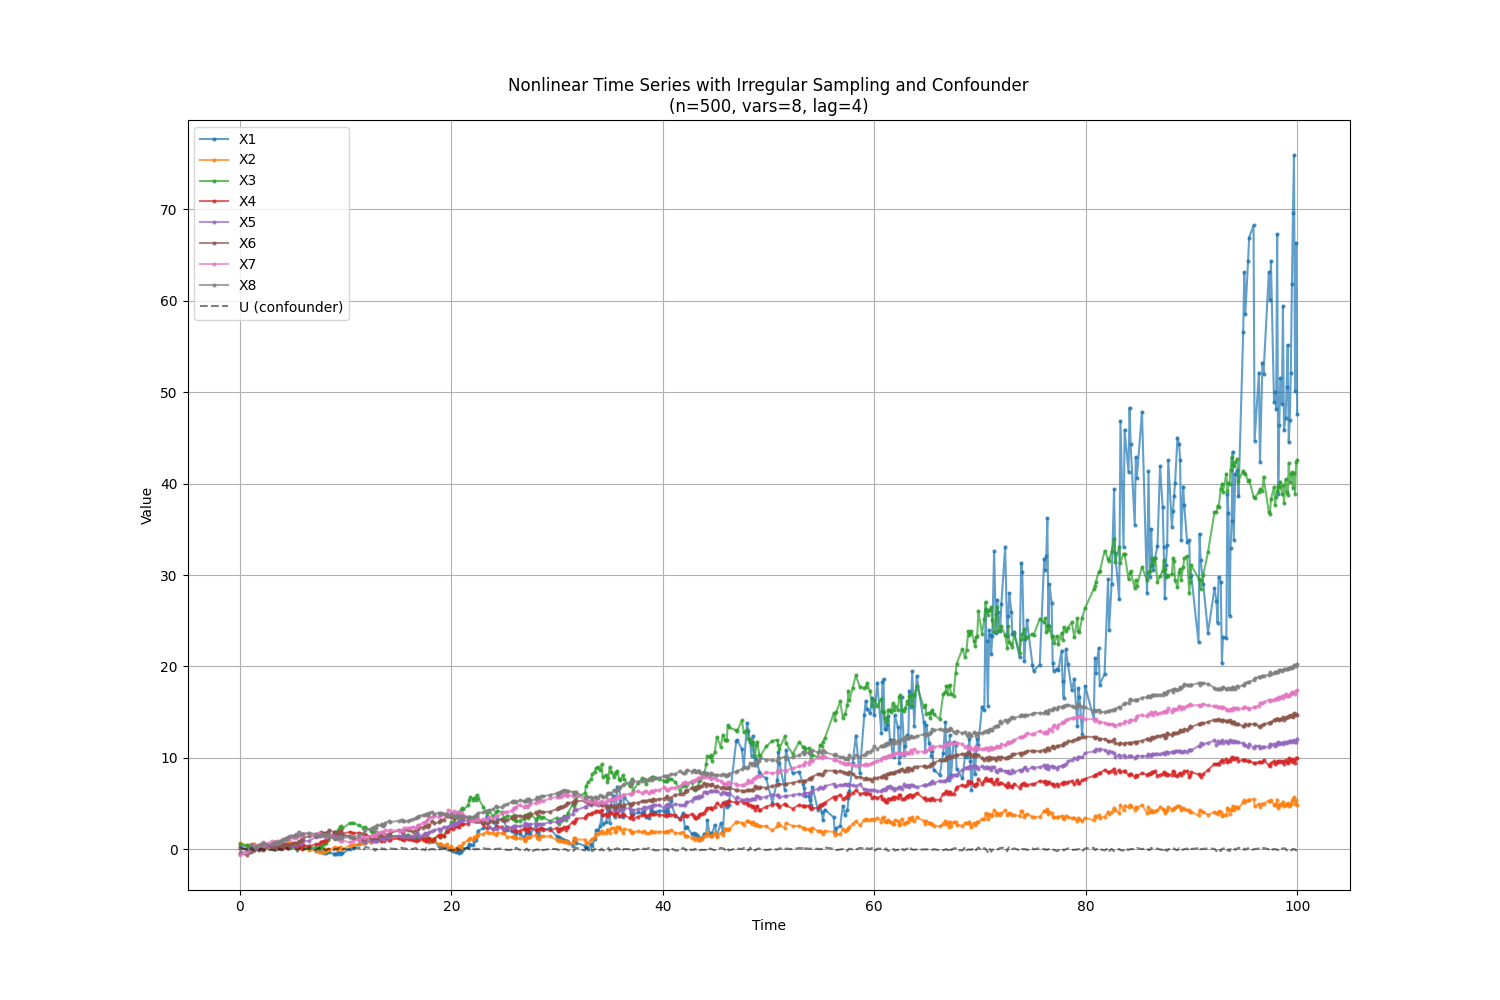 Nonlinear Time Series with Irregular Sampling and Confounder
(n=500, vars=8, lag=4)
X1
X2
X3
X4
X5
X6
X7
X8
U (confounder)
Value
70
60
50
40
30
20
10
0
0 20 40 60 80 100
Time